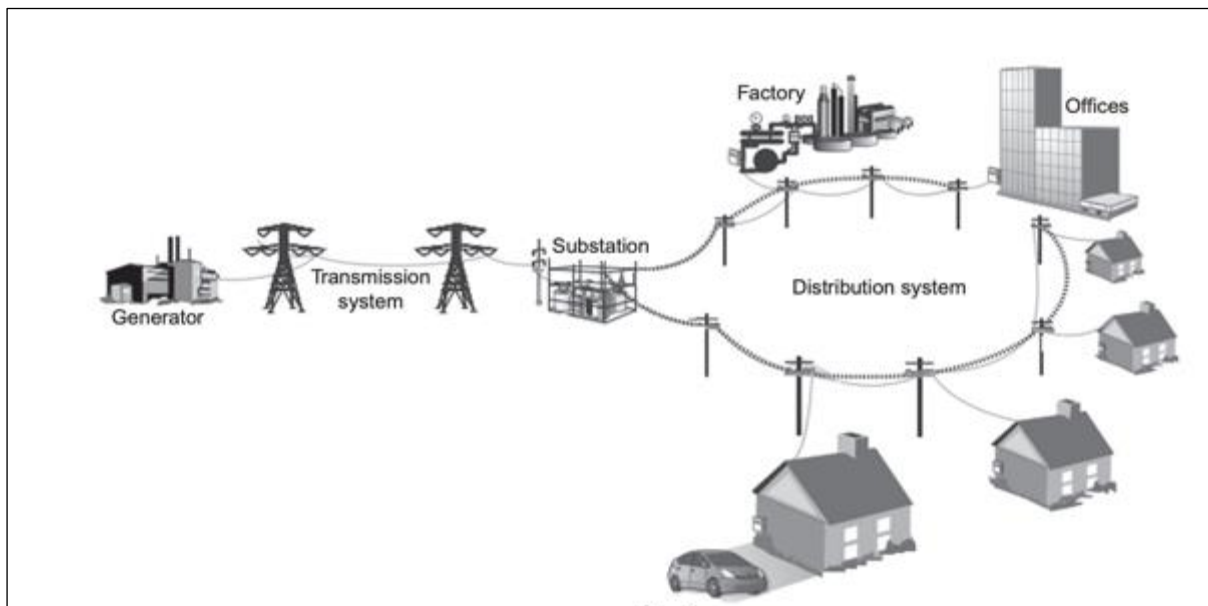 Factory
Offices
Substation
Transmission
system
Distribution system
Generator